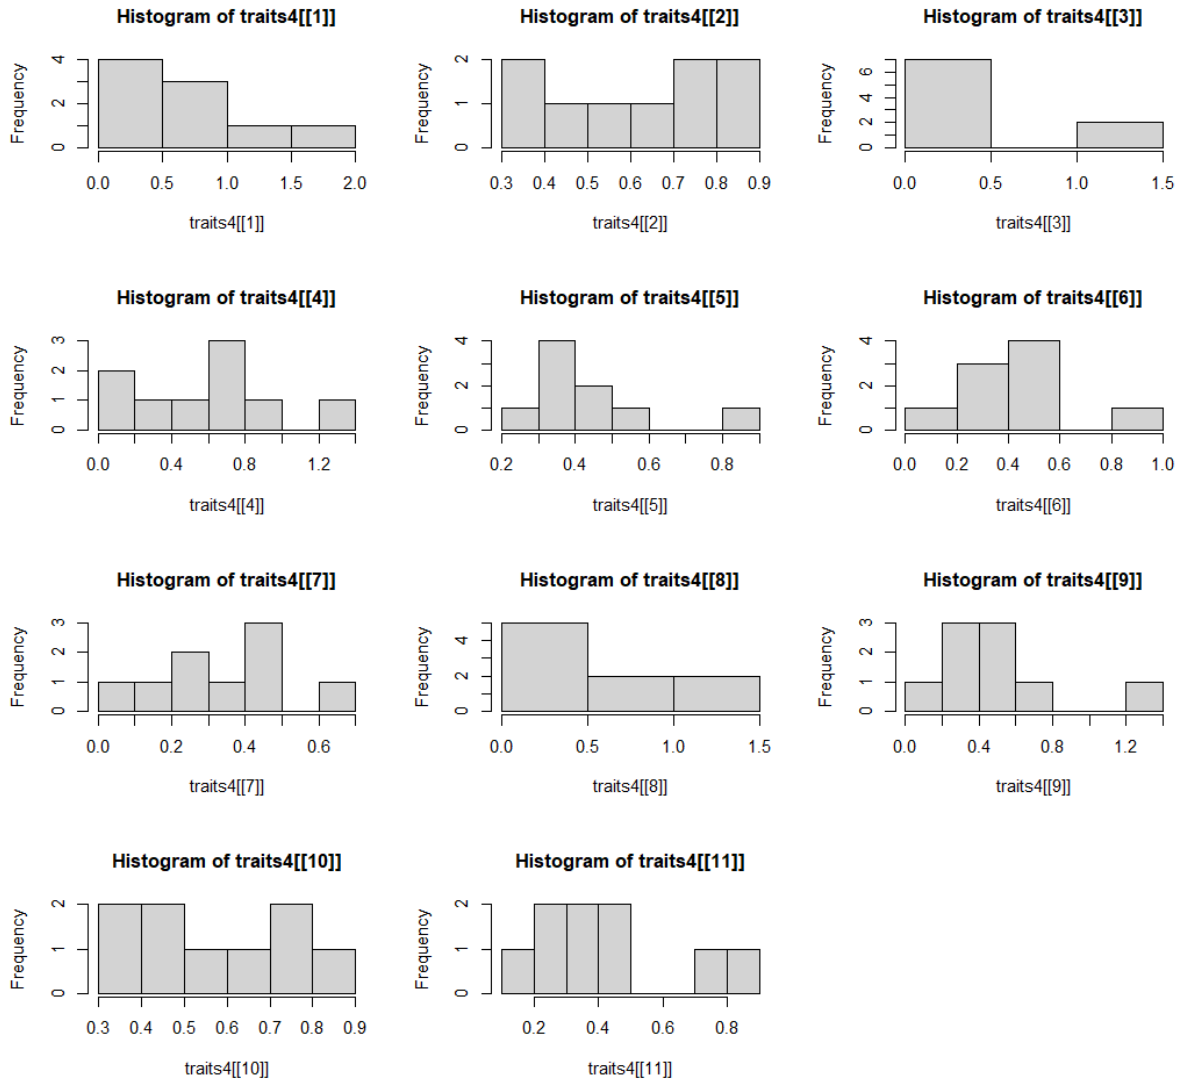 Histogram of traits4[[1]]
Frequency
4
2
0
0.0 0.5 1.0 1.5 2.0
traits4[[1]]
Histogram of traits4[[2]]
Frequency
2
1
0
0.3 0.4 0.5 0.6 0.7 0.8 0.9
traits4[[2]]
Histogram of traits4[[3]]
Frequency
6
4
2
0
0.0 0.5 1.0 1.5
traits4[[3]]
Histogram of traits4[[4]]
Frequency
3
2
1
0
0.0 0.4 0.8 1.2
traits4[[4]]
Histogram of traits4[[5]]
Frequency
4
2
0
0.2 0.4 0.6 0.8
traits4[[5]]
Histogram of traits4[[6]]
Frequency
4
2
0
0.0 0.2 0.4 0.6 0.8 1.0
traits4[[6]]
Histogram of traits4[[7]]
Frequency
3
2
1
0
0.0 0.2 0.4 0.6
traits4[[7]]
Histogram of traits4[[8]]
Frequency
4
2
0
0.0 0.5 1.0 1.5
traits4[[8]]
Histogram of traits4[[9]]
Frequency
3
2
1
0
0.0 0.4 0.8 1.2
traits4[[9]]
Histogram of traits4[[10]]
Frequency
2
1
0
0.3 0.4 0.5 0.6 0.7 0.8 0.9
traits4[[10]]
Histogram of traits4[[11]]
Frequency
2
1
0
0.2 0.4 0.6 0.8
traits4[[11]]